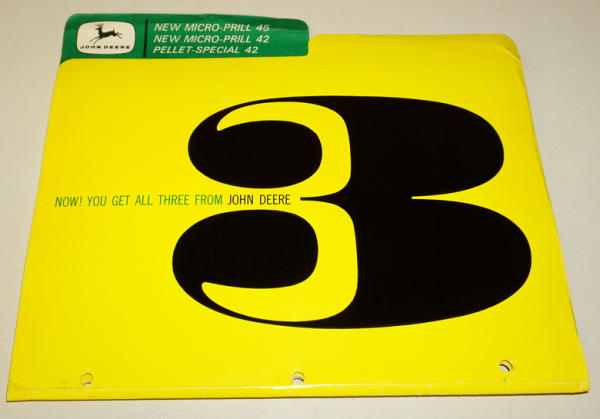 JOHN DEERE
NEW MICRO-PRILL 45
NEW MICRO-PRILL 42
PELLET-SPECIAL 42
NOW! YOU GET ALL THREE FROM JOHN DEERE
3